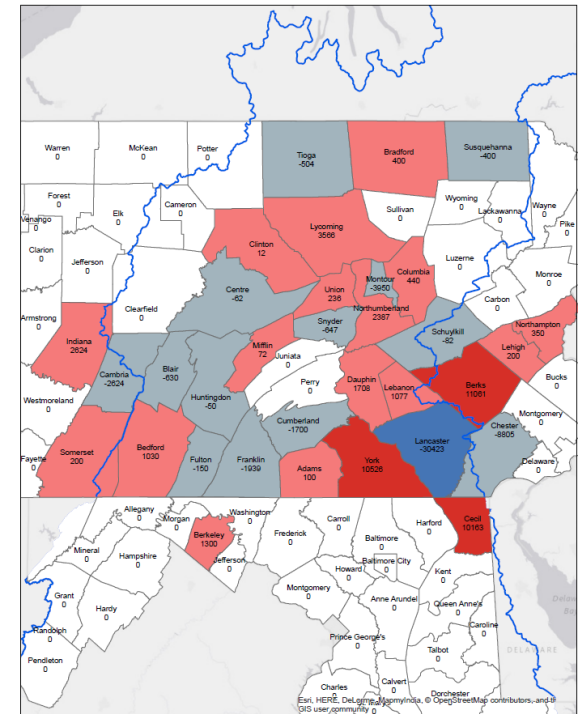 Warren
0
McKean
0
Potter
0
Tioga
-504
Bradford
400
Susquehanna
-400
Forest
0
Elk
0
Cameron
0
Sullivan
0
Wyoming
0
Lackawanna
0
Wayne
0
Pike
0
Venango
0
Clarion
0
Jefferson
0
Clearfield
0
Clinton
12
Lycoming
3566
Luzerne
0
Monroe
0
Carbon
0
Armstrong
0
Indiana
2624
Centre
-62
Union
236
Montour
-3950
Columbia
440
Northumberland
2387
Snyder
-647
Schuylkill
-82
Northampton
350
Lehigh
200
Cambria
-2624
Blair
-630
Huntingdon
-50
Mifflin
72
Juniata
0
Perry
0
Dauphin
1708
Lebanon
1077
Berks
11061
Bucks
0
Montgomery
0
Westmoreland
0
Fayette
0
Somerset
200
Bedford
1030
Fulton
-150
Franklin
-1939
Cumberland
-1700
Adams
100
York
10526
Lancaster
-30423
Chester
-8805
Delaware
0
Allegany
0
Morgan
0
Washington
0
Berkeley
1300
Jefferson
0
Frederick
0
Carroll
0
Baltimore
0
Baltimore City
0
Harford
0
Cecil
10163
Mineral
0
Hampshire
0
Grant
0
Hardy
0
Randolph
0
Pendleton
0
Howard
0
Montgomery
0
Anne Arundel
0
Kent
0
Queen Anne's
0
Caroline
0
Prince George's
0
Talbot
0
Calvert
0
Charles
0
Dorchester
DELAWARE
Esri, HERE, DeLorme, MapmyIndia, © OpenStreetMap contributors, and the
GIS user community